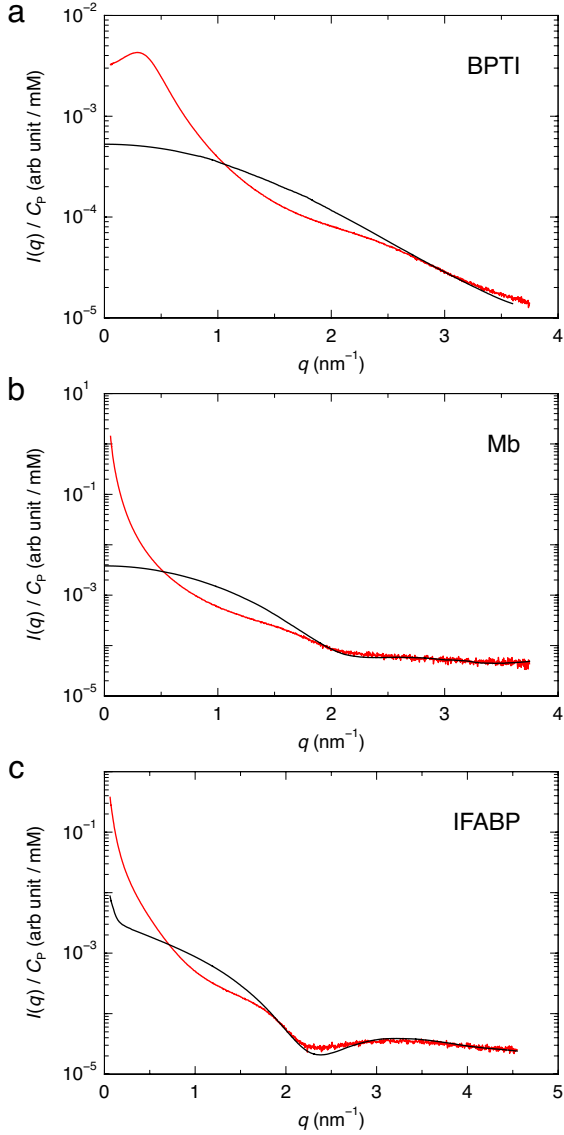 a
BPTI
I(q) / C_P (arb unit / mM)
10⁻²
10⁻³
10⁻⁴
10⁻⁵
0 1 2 3 4
q (nm⁻¹)
b
Mb
I(q) / C_P (arb unit / mM)
10¹
10⁻¹
10⁻³
10⁻⁵
0 1 2 3 4
q (nm⁻¹)
c
IFABP
I(q) / C_P (arb unit / mM)
10⁻¹
10⁻³
10⁻⁵
0 1 2 3 4 5
q (nm⁻¹)